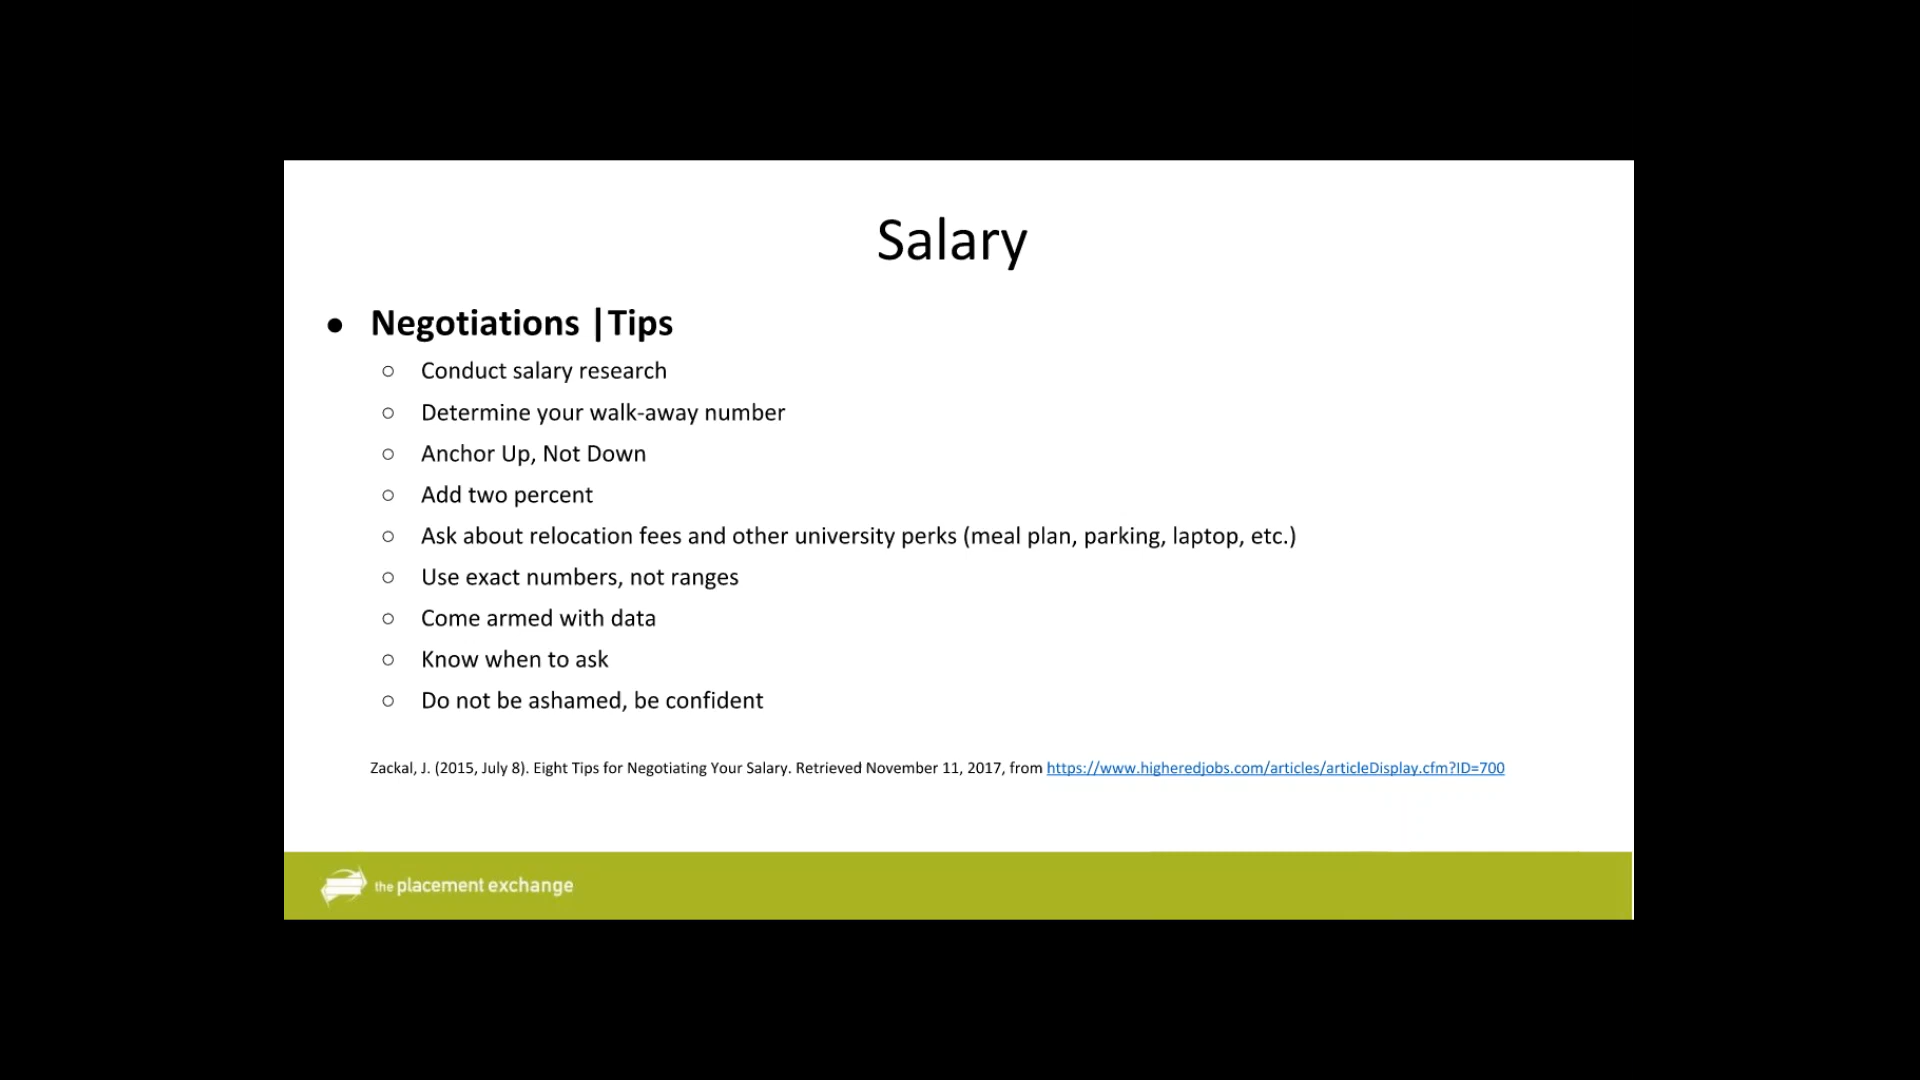 Salary
● Negotiations |Tips
○ Conduct salary research
○ Determine your walk-away number
○ Anchor Up, Not Down
○ Add two percent
○ Ask about relocation fees and other university perks (meal plan, parking, laptop, etc.)
○ Use exact numbers, not ranges
○ Come armed with data
○ Know when to ask
○ Do not be ashamed, be confident
Zackal, J. (2015, July 8). Eight Tips for Negotiating Your Salary. Retrieved November 11, 2017, from https://www.higheredjobs.com/articles/articleDisplay.cfm?ID=700
the placement exchange